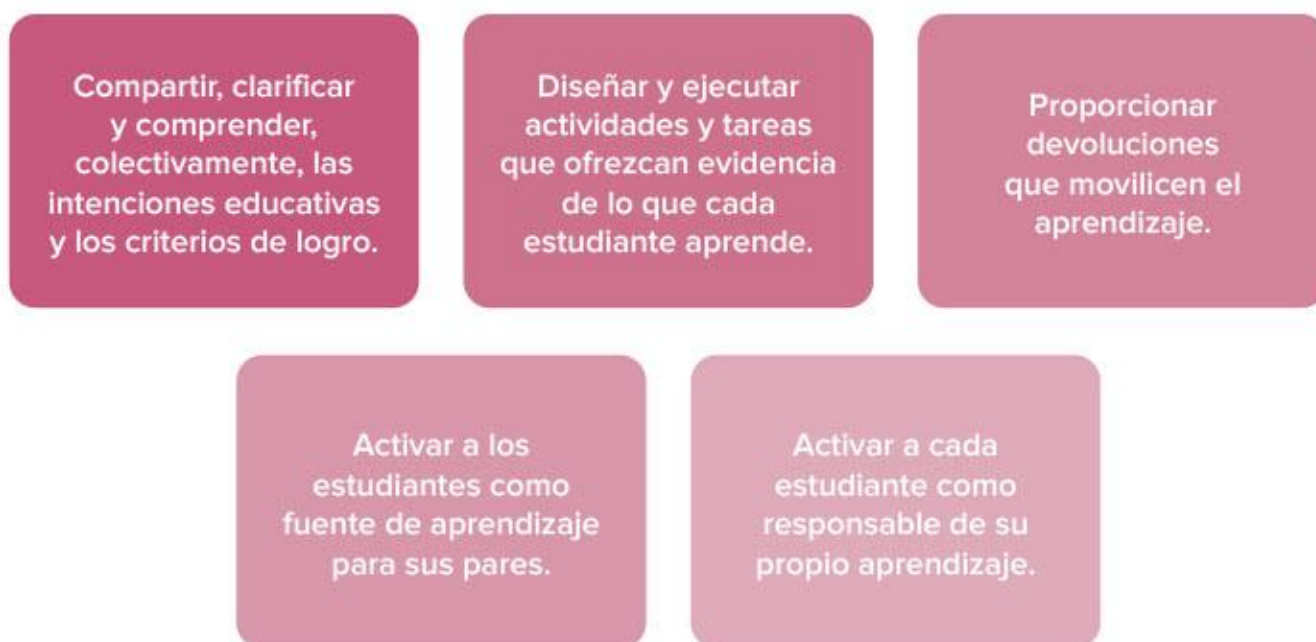 Compartir, clarificar
y comprender,
colectivamente, las
intenciones educativas
y los criterios de logro.
Diseñar y ejecutar
actividades y tareas
que ofrezcan evidencia
de lo que cada
estudiante aprende.
Proporcionar
devoluciones
que movilicen el
aprendizaje.
Activar a los
estudiantes como
fuente de aprendizaje
para sus pares.
Activar a cada
estudiante como
responsable de su
propio aprendizaje.